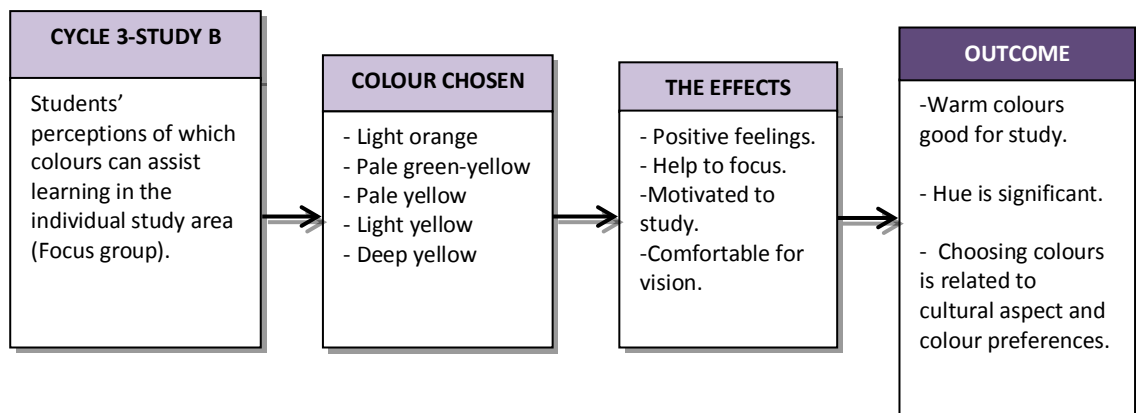 CYCLE 3-STUDY B
Students’
perceptions of which
colours can assist
learning in the
individual study area
(Focus group).
COLOUR CHOSEN
- Light orange
- Pale green-yellow
- Pale yellow
- Light yellow
- Deep yellow
THE EFFECTS
- Positive feelings.
- Help to focus.
-Motivated to
study.
-Comfortable for
vision.
OUTCOME
-Warm colours
good for study.
- Hue is significant.
- Choosing colours
is related to
cultural aspect and
colour preferences.